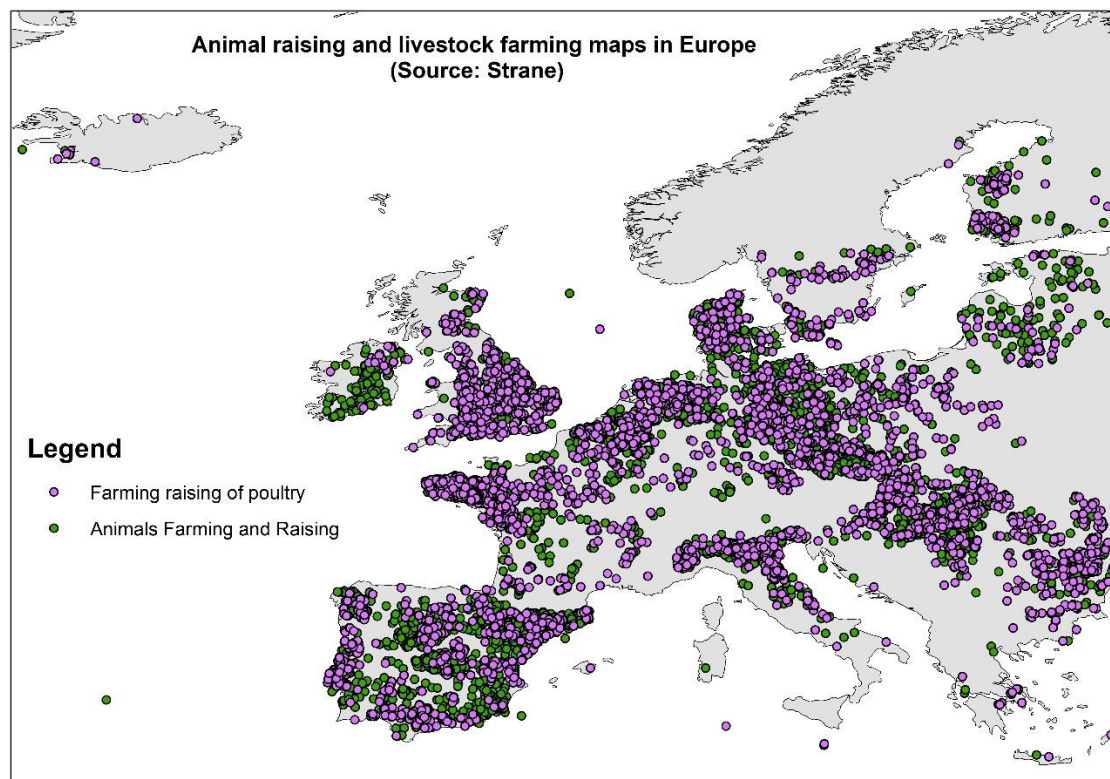 Animal raising and livestock farming maps in Europe
(Source: Strane)
Legend
Farming raising of poultry
Animals Farming and Raising